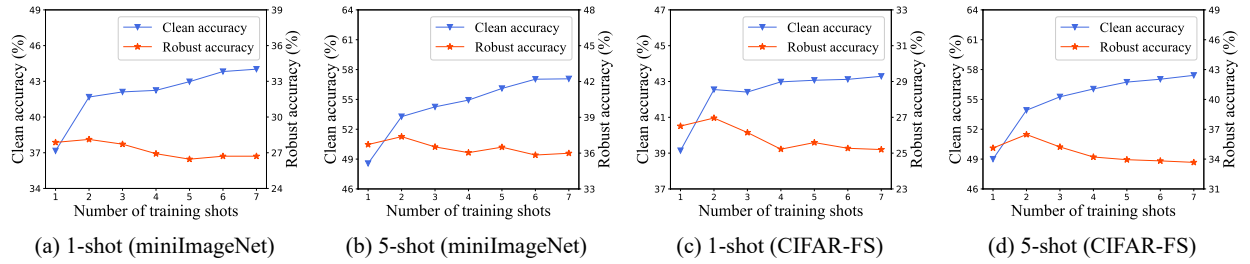 49
46
43
40
37
34
Clean accuracy (%)
39
36
33
30
27
24
Robust accuracy (%)
Clean accuracy
Robust accuracy
1 2 3 4 5 6 7
Number of training shots
(a) 1-shot (miniImageNet)
64
61
58
55
52
49
46
Clean accuracy (%)
48
45
42
39
36
33
Robust accuracy (%)
Clean accuracy
Robust accuracy
1 2 3 4 5 6 7
Number of training shots
(b) 5-shot (miniImageNet)
47
45
43
41
39
37
Clean accuracy (%)
33
31
29
27
25
23
Robust accuracy (%)
Clean accuracy
Robust accuracy
1 2 3 4 5 6 7
Number of training shots
(c) 1-shot (CIFAR-FS)
64
61
58
55
52
49
46
Clean accuracy (%)
49
46
43
40
37
34
31
Robust accuracy (%)
Clean accuracy
Robust accuracy
1 2 3 4 5 6 7
Number of training shots
(d) 5-shot (CIFAR-FS)